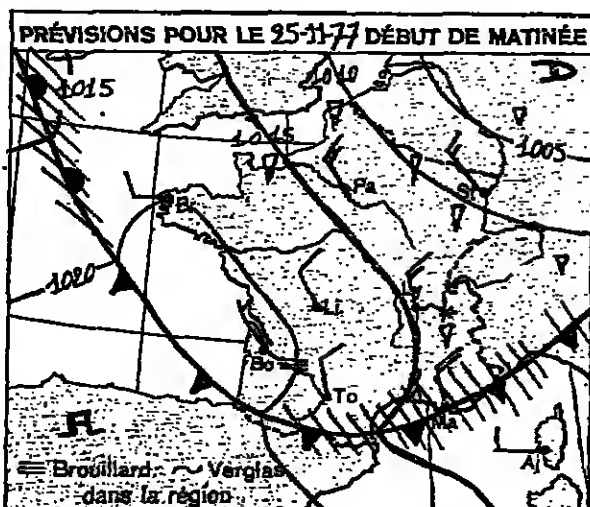 PRÉVISIONS POUR LE 25-11-77 DÉBUT DE MATINÉE
1015
1010
1015
1005
Pa
St
Br
1020
Li
Bo
To
Ma
Aj
D
A
Brouillard Verglas
dans la région